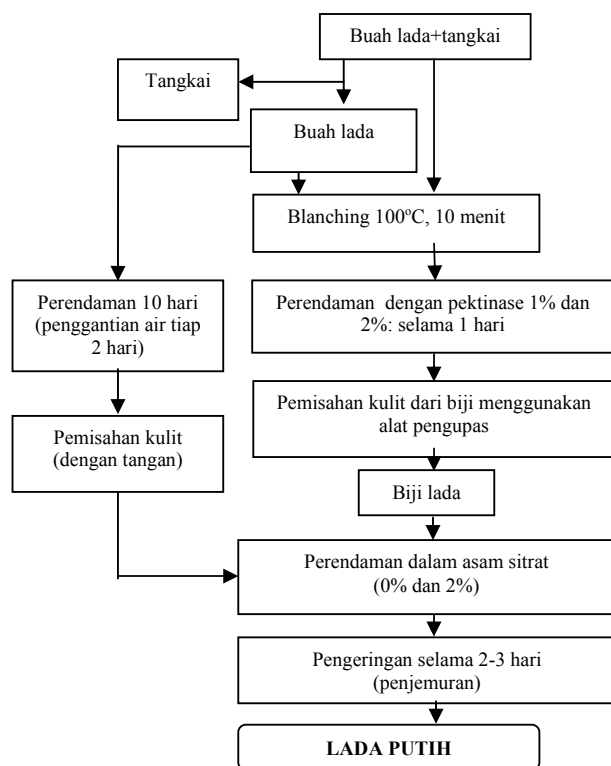 Buah lada+tangkai
Tangkai
Buah lada
Blanching 100ºC, 10 menit
Perendaman 10 hari
(penggantian air tiap
2 hari)
Perendaman dengan pektinase 1% dan
2%: selama 1 hari
Pemisahan kulit
(dengan tangan)
Pemisahan kulit dari biji menggunakan
alat pengupas
Biji lada
Perendaman dalam asam sitrat
(0% dan 2%)
Pengeringan selama 2-3 hari
(penjemuran)
LADA PUTIH